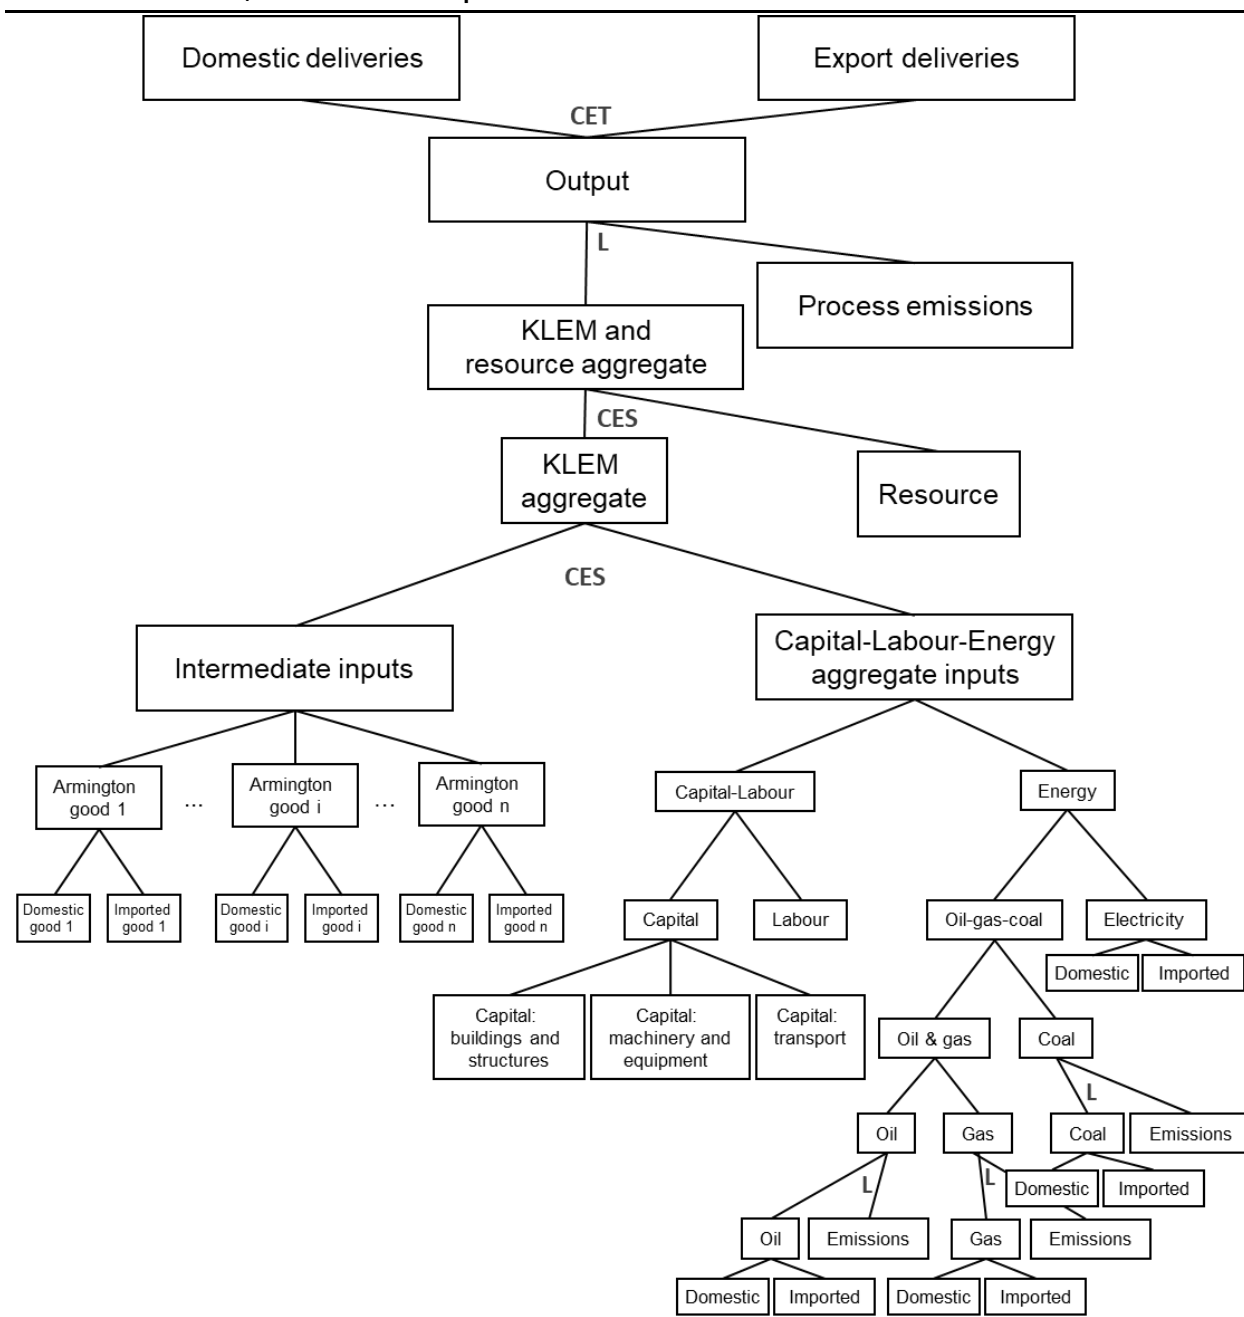 Domestic deliveries
Export deliveries
CET
Output
L
Process emissions
KLEM and
resource aggregate
CES
KLEM
aggregate
Resource
CES
Intermediate inputs
Capital-Labour-Energy
aggregate inputs
Armington
good 1
...
Armington
good i
...
Armington
good n
Capital-Labour
Energy
Domestic
good 1
Imported
good 1
Domestic
good i
Imported
good i
Domestic
good n
Imported
good n
Capital
Labour
Oil-gas-coal
Electricity
Domestic
Imported
Capital:
buildings and
structures
Capital:
machinery and
equipment
Capital:
transport
Oil & gas
Coal
L
Oil
Gas
Coal
Emissions
L
L
Domestic
Imported
Oil
Emissions
Gas
Emissions
Domestic
Imported
Domestic
Imported